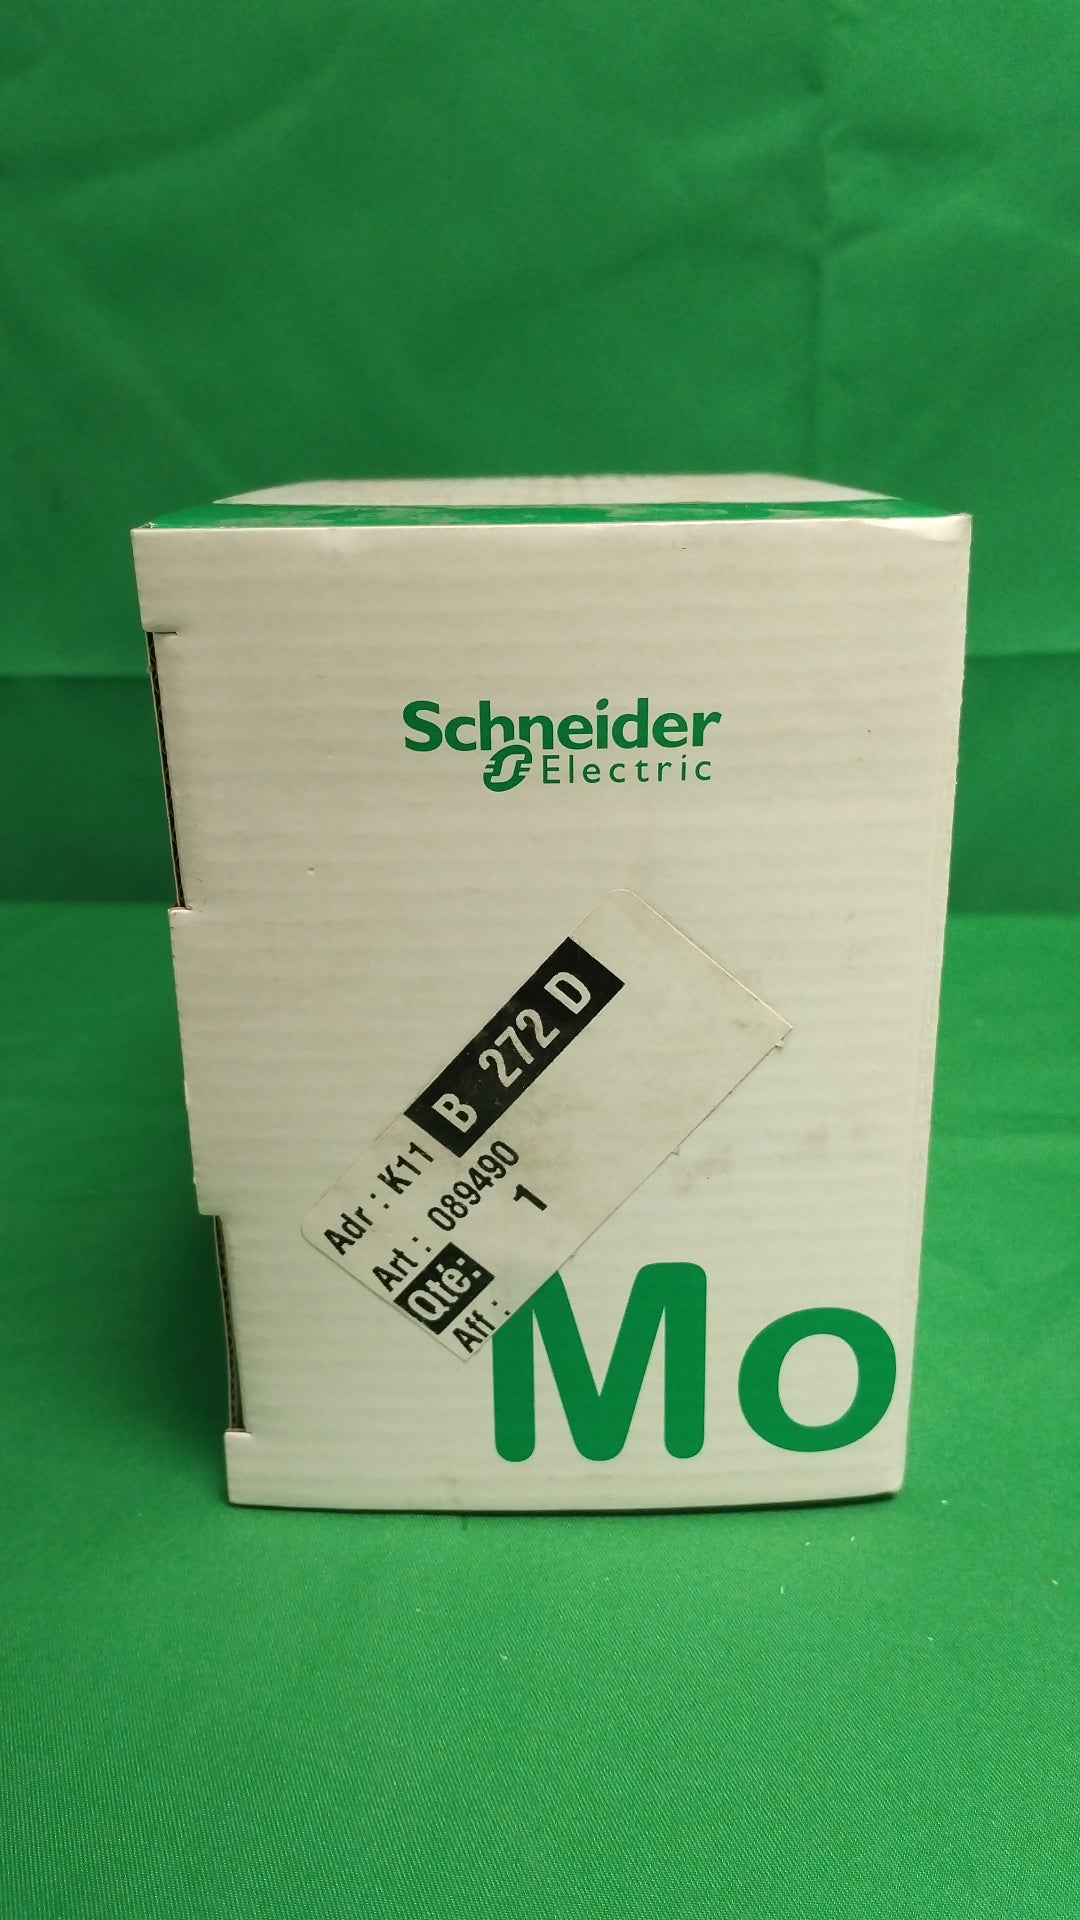 Schneider
Electric
Adr : K11 B 272 D
Art : 089490
Qté: 1
Aff :
Mo